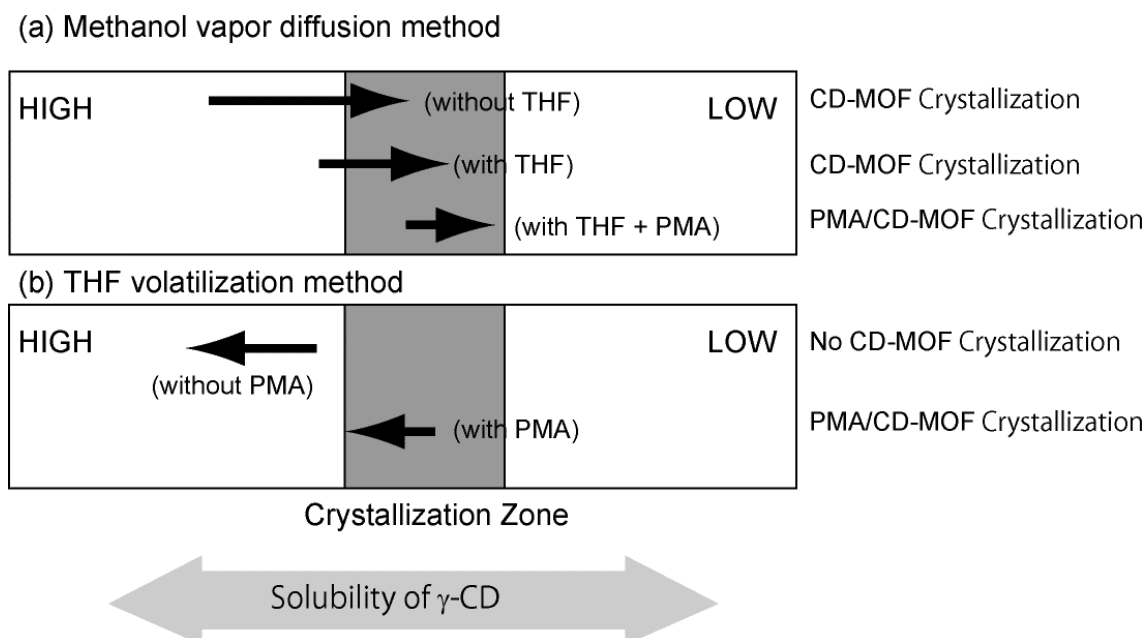 (a) Methanol vapor diffusion method
HIGH
(without THF)
LOW
CD-MOF Crystallization
(with THF)
CD-MOF Crystallization
(with THF + PMA)
PMA/CD-MOF Crystallization
(b) THF volatilization method
HIGH
LOW
No CD-MOF Crystallization
(without PMA)
(with PMA)
PMA/CD-MOF Crystallization
Crystallization Zone
Solubility of γ-CD